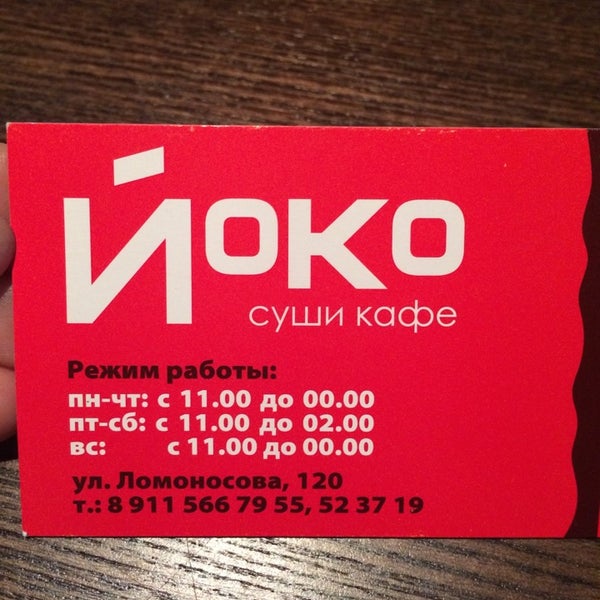 Йоко
суши кафе
Режим работы:
пн-чт: с 11.00 до 00.00
пт-сб: с 11.00 до 02.00
вс: с 11.00 до 00.00
ул. Ломоносова, 120
т.: 8 911 566 79 55, 52 37 19